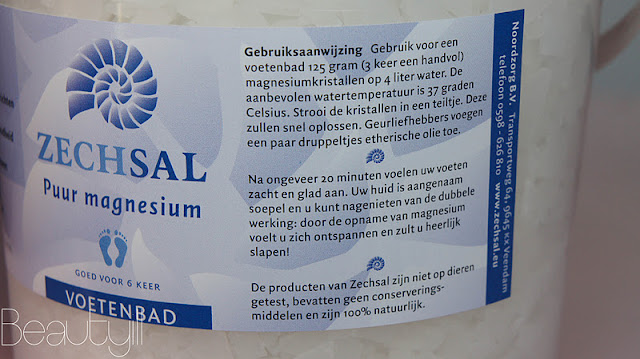 ZECHSAL
Puur magnesium
GOED VOOR 6 KEER
VOETENBAD
Gebruiksaanwijzing Gebruik voor een
voetenbad 125 gram (3 keer een handvol)
magnesiumkristallen op 4 liter water. De
aanbevolen watertemperatuur is 37 graden
Celsius. Strooi de kristallen in een teiltje. Deze
zullen snel oplossen. Geurliefhebbers voegen
een paar druppeltjes etherische olie toe.
Na ongeveer 20 minuten voelen uw voeten
zacht en glad aan. Uw huid is aangenaam
soepel en u kunt nagenieten van de dubbele
werking: door de opname van magnesium
voelt u zich ontspannen en zult u heerlijk
slapen!
De producten van Zechsal zijn niet op dieren
getest, bevatten geen conserverings-
middelen en zijn 100% natuurlijk.
Noordzorg B.V. Transportweg 64, 9645 KX Veendam
telefoon 0598 - 626 810 www.zechsal.eu
Beautyill